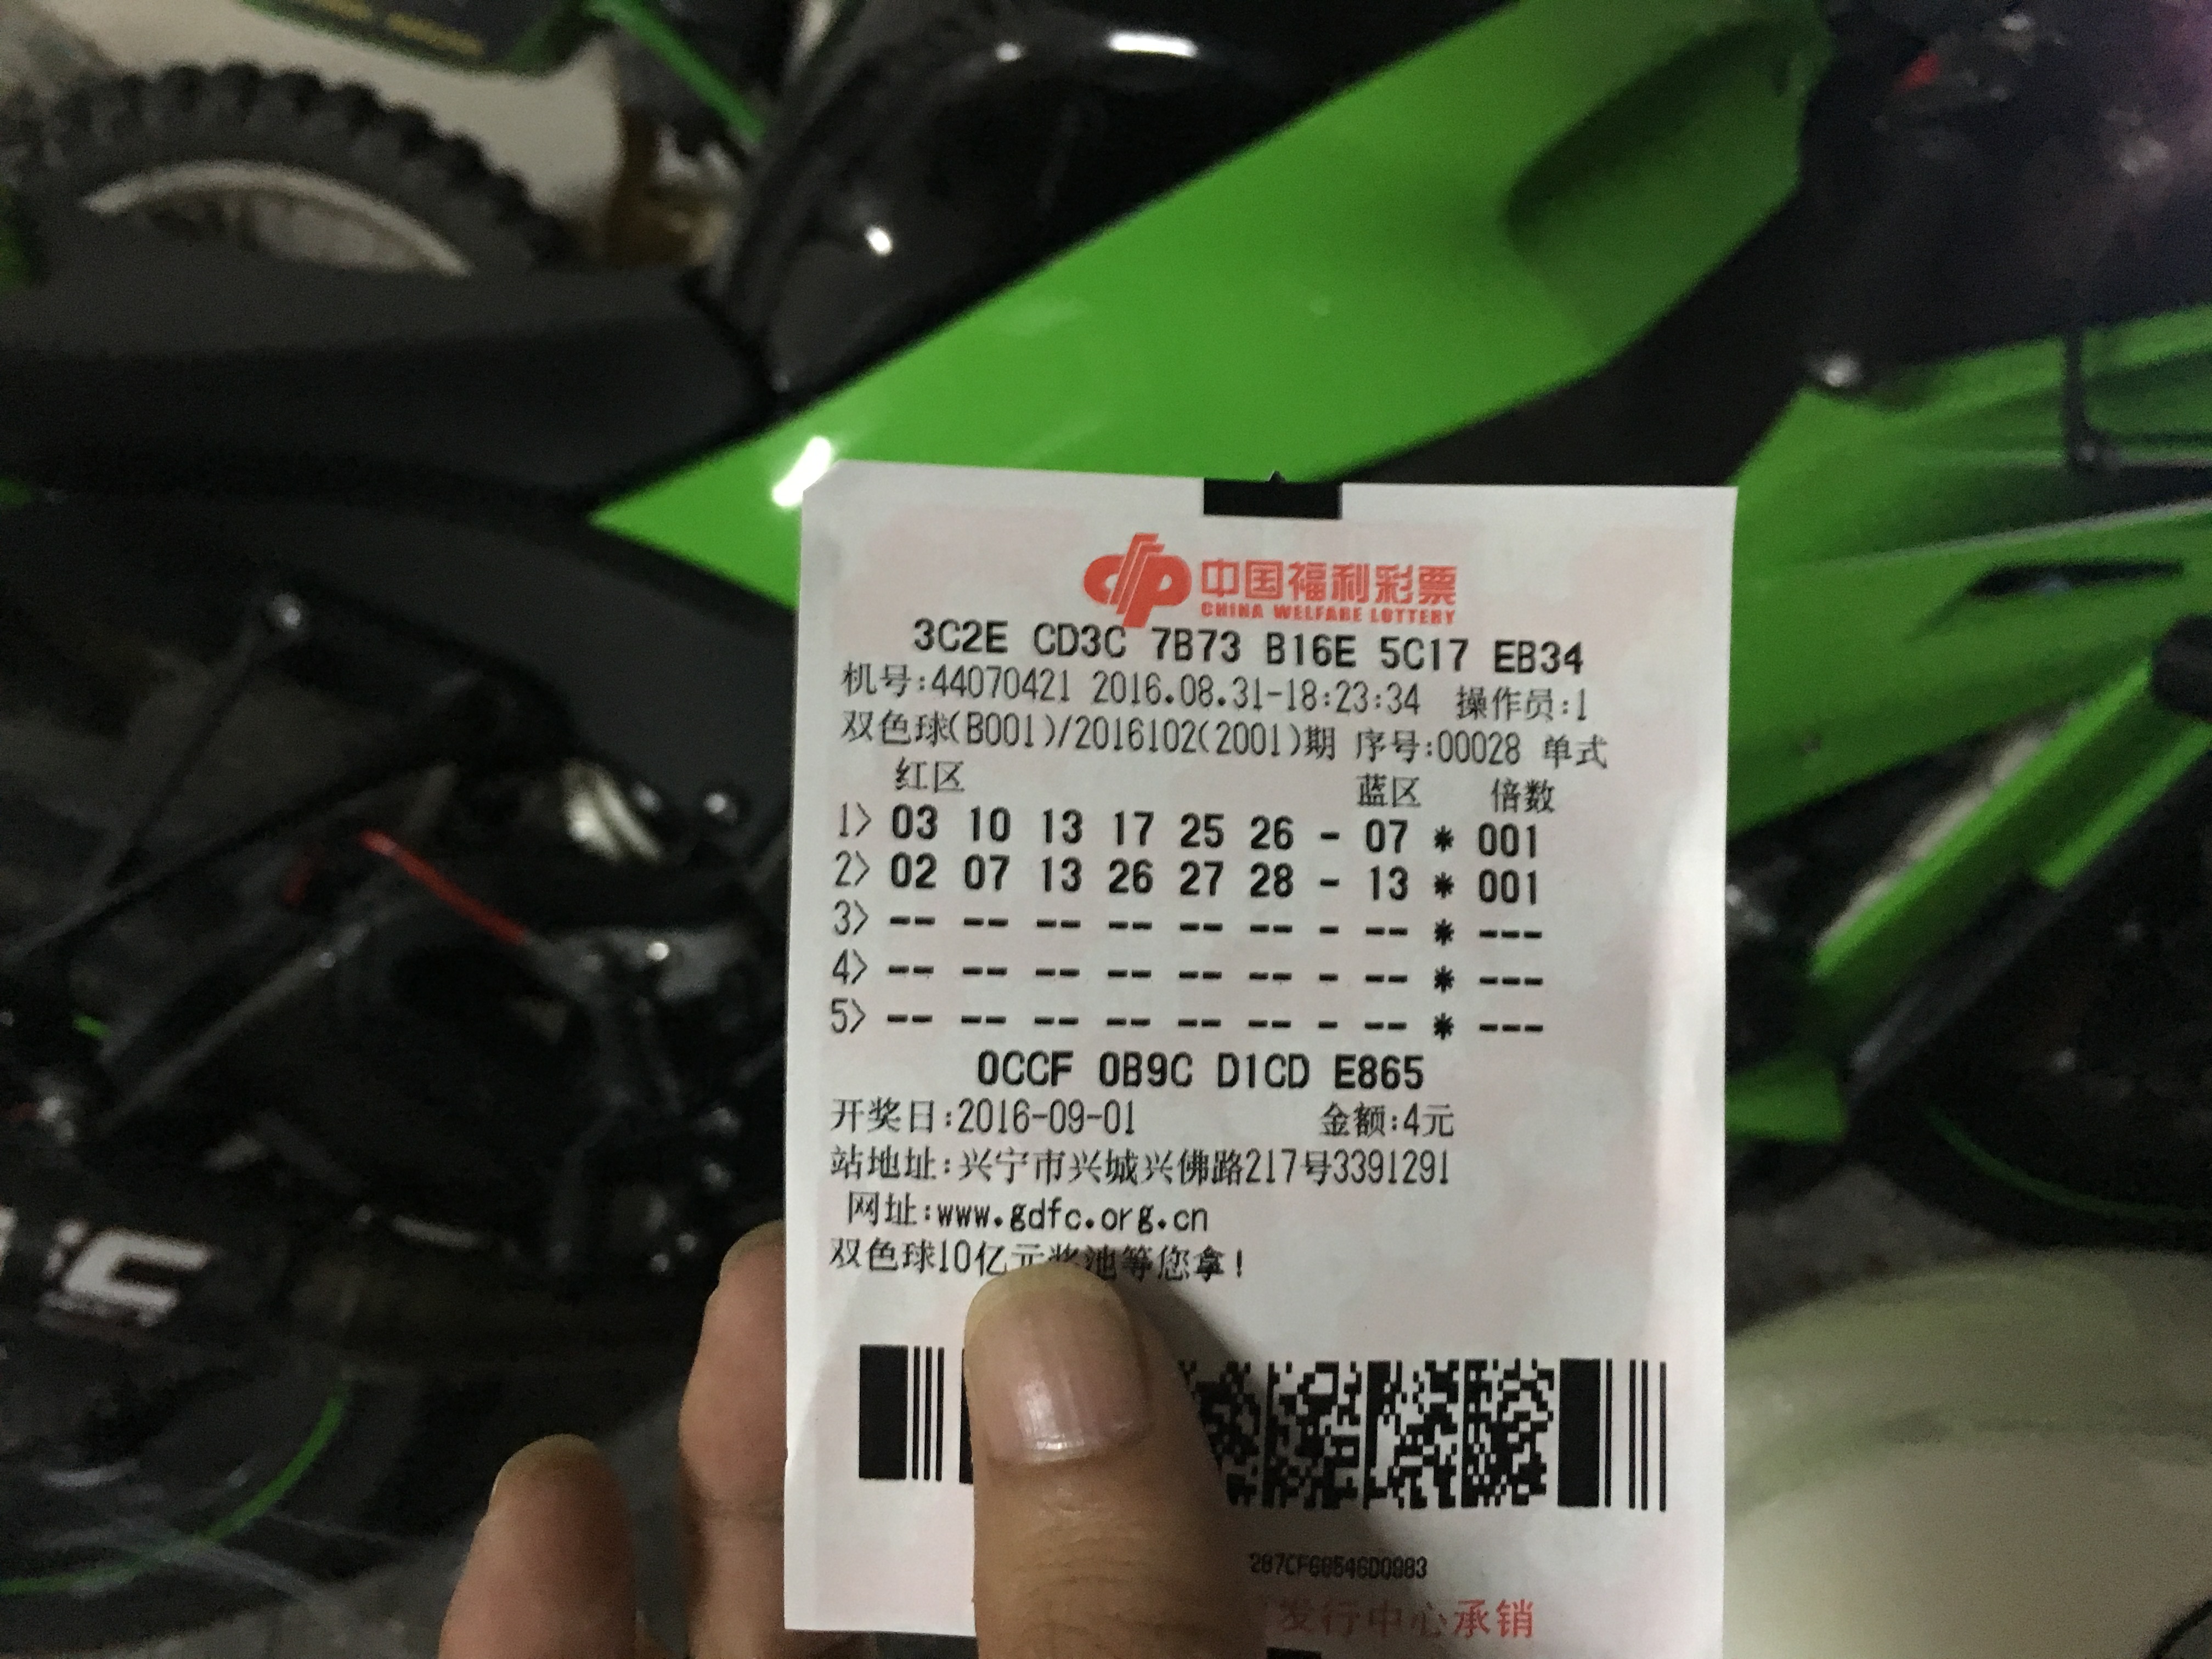 中国福利彩票
CHINA WELFARE LOTTERY
3C2E CD3C 7B73 B16E 5C17 EB34
机号:44070421 2016.08.31-18:23:34 操作员:1
双色球(B001)/2016102(2001)期 序号:00028 单式
红区 蓝区 倍数
1> 03 10 13 17 25 26 - 07 * 001
2> 02 07 13 26 27 28 - 13 * 001
3> -- -- -- -- -- -- - -- * ---
4> -- -- -- -- -- -- - -- * ---
5> -- -- -- -- -- -- - -- * ---
0CCF 0B9C D1CD E865
开奖日:2016-09-01 金额:4元
站地址:兴宁市兴城兴佛路217号3391291
网址:www.gdfc.org.cn
双色球10亿元奖池等您拿!
发行中心承销